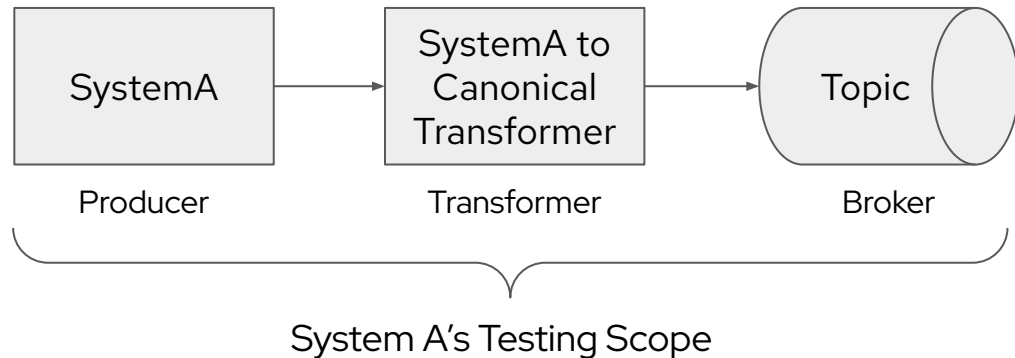 SystemA
SystemA to
Canonical
Transformer
Topic
Producer
Transformer
Broker
System A's Testing Scope